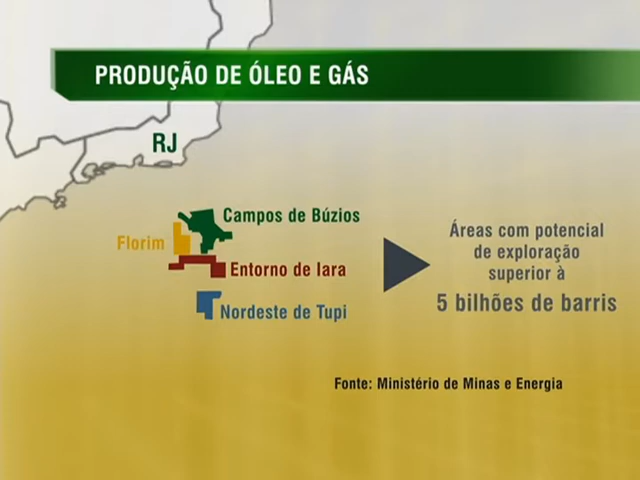 PRODUÇÃO DE ÓLEO E GÁS
RJ
Campos de Búzios
Florim
Entorno de Iara
Nordeste de Tupi
Áreas com potencial
de exploração
superior à
5 bilhões de barris
Fonte: Ministério de Minas e Energia